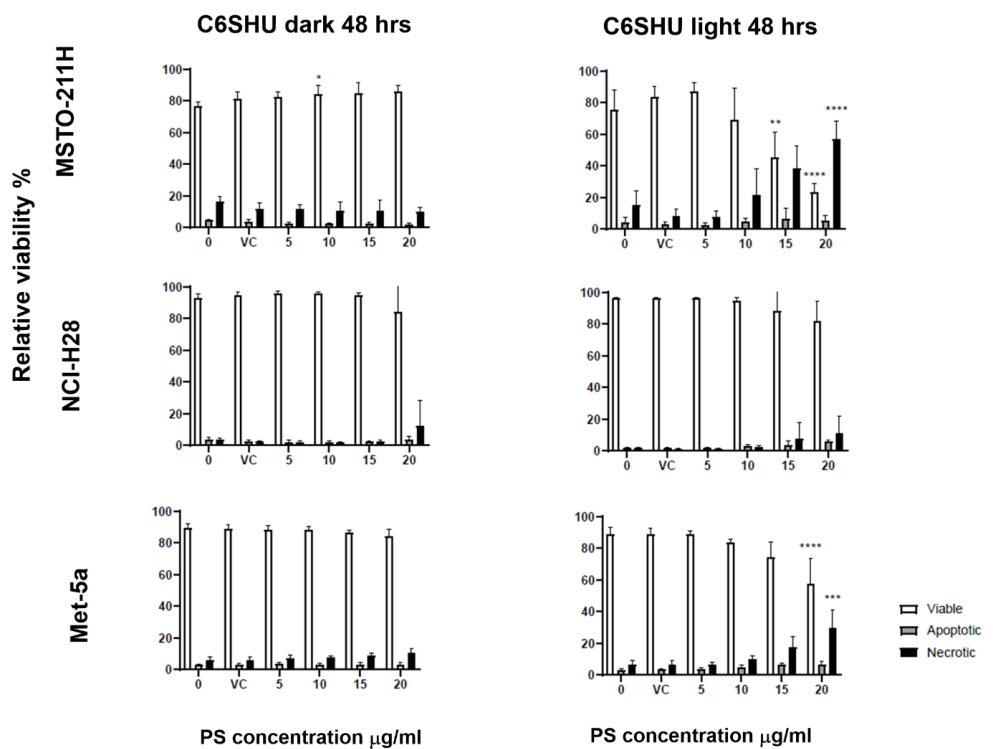 C6SHU dark 48 hrs
C6SHU light 48 hrs
Relative viability %
MSTO-211H
100
80
60
40
20
0
*
0 VC 5 10 15 20
100
80
60
40
20
0
**
****
****
0 VC 5 10 15 20
NCI-H28
100
80
60
40
20
0
0 VC 5 10 15 20
100
80
60
40
20
0
0 VC 5 10 15 20
Met-5a
100
80
60
40
20
0
0 VC 5 10 15 20
100
80
60
40
20
0
****
***
0 VC 5 10 15 20
Viable
Apoptotic
Necrotic
PS concentration μg/ml
PS concentration μg/ml